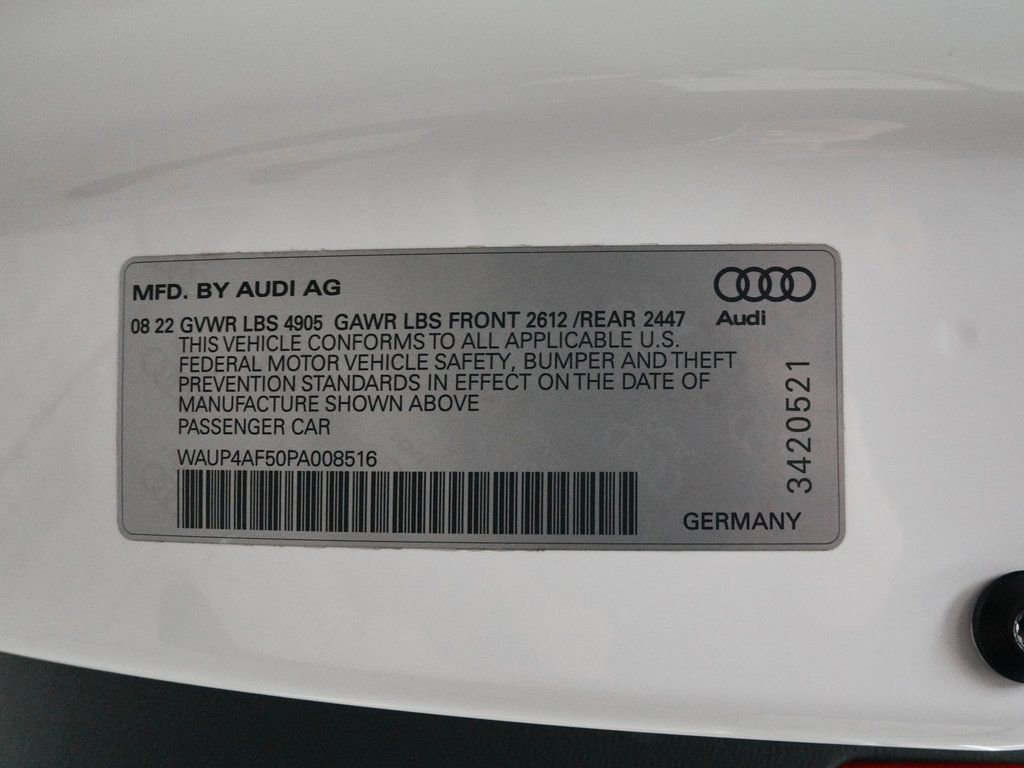 MFD. BY AUDI AG
Audi
08 22 GVWR LBS 4905 GAWR LBS FRONT 2612 /REAR 2447
THIS VEHICLE CONFORMS TO ALL APPLICABLE U.S.
FEDERAL MOTOR VEHICLE SAFETY, BUMPER AND THEFT
PREVENTION STANDARDS IN EFFECT ON THE DATE OF
MANUFACTURE SHOWN ABOVE
PASSENGER CAR
WAUP4AF50PA008516
3420521
GERMANY